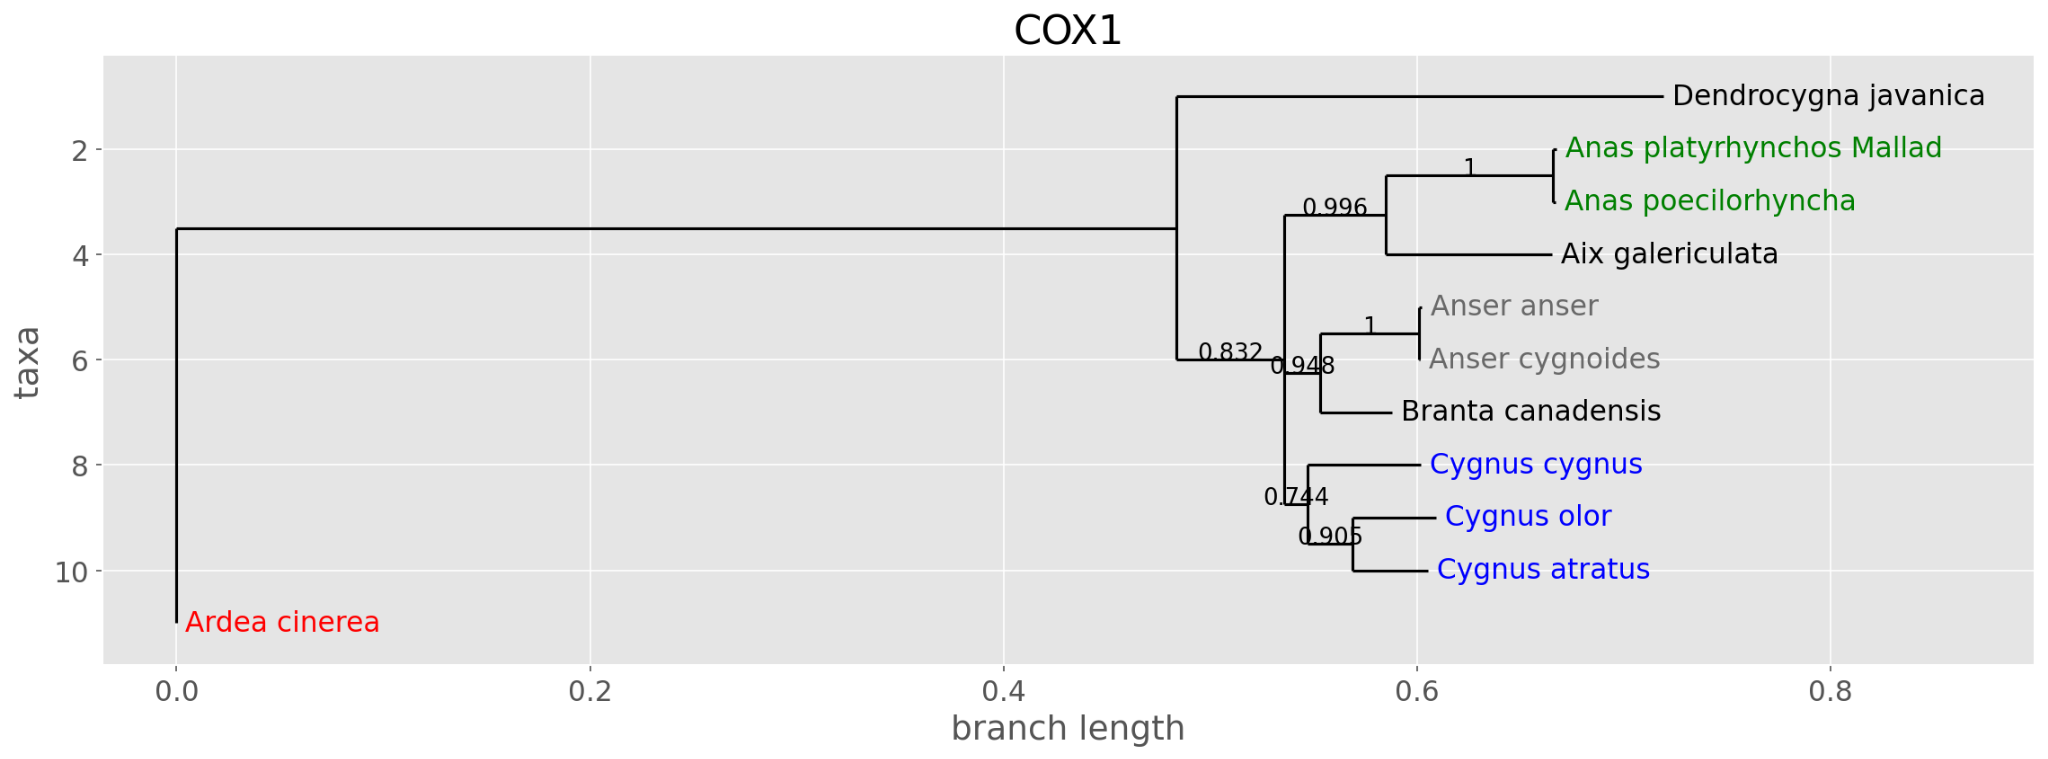 COX1
Dendrocygna javanica
2
Anas platyrhynchos Mallad
1
0.996
Anas poecilorhyncha
4
Aix galericulata
Anser anser
1
taxa
6
0.832
0.948
Anser cygnoides
Branta canadensis
8
Cygnus cygnus
0.744
Cygnus olor
0.905
10
Cygnus atratus
Ardea cinerea
0.0 0.2 0.4 0.6 0.8
branch length